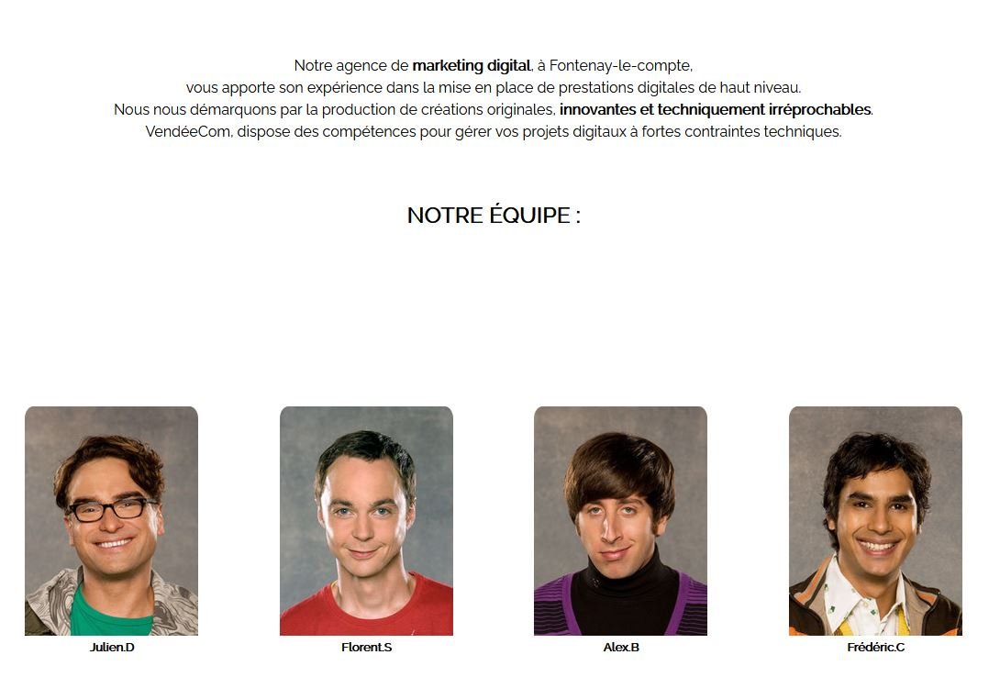 Notre agence de marketing digital, à Fontenay-le-compte,
vous apporte son expérience dans la mise en place de prestations digitales de haut niveau.
Nous nous démarquons par la production de créations originales, innovantes et techniquement irréprochables.
VendéeCom, dispose des compétences pour gérer vos projets digitaux à fortes contraintes techniques.
NOTRE ÉQUIPE :
Julien.D
Florent.S
Alex.B
Frédéric.C